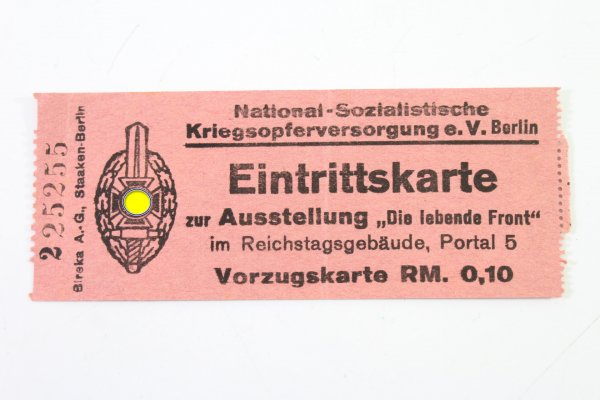 National-Sozialistische
Kriegsopferversorgung e.V. Berlin
Eintrittskarte
zur Ausstellung „Die lebende Front“
im Reichstagsgebäude, Portal 5
Vorzugskarte RM. 0,10
225255
Bireka A.-G., Staaken-Berlin